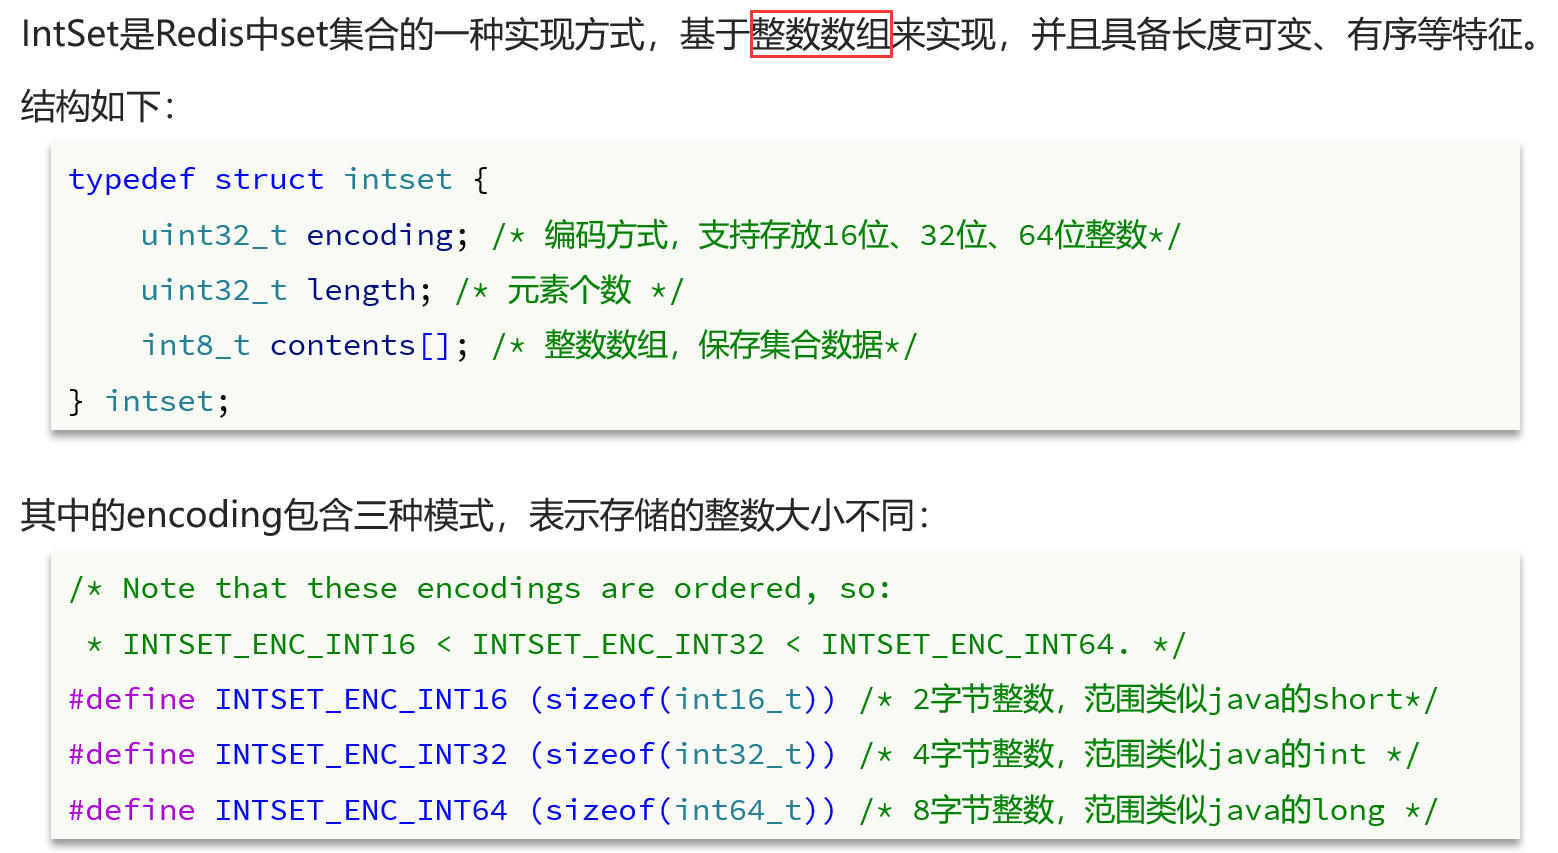 IntSet是Redis中set集合的一种实现方式，基于整数数组来实现，并且具备长度可变、有序等特征。
结构如下：
typedef struct intset {
    uint32_t encoding; /* 编码方式，支持存放16位、32位、64位整数*/
    uint32_t length; /* 元素个数 */
    int8_t contents[]; /* 整数数组，保存集合数据*/
} intset;
其中的encoding包含三种模式，表示存储的整数大小不同：
/* Note that these encodings are ordered, so:
 * INTSET_ENC_INT16 < INTSET_ENC_INT32 < INTSET_ENC_INT64. */
#define INTSET_ENC_INT16 (sizeof(int16_t)) /* 2字节整数，范围类似java的short*/
#define INTSET_ENC_INT32 (sizeof(int32_t)) /* 4字节整数，范围类似java的int */
#define INTSET_ENC_INT64 (sizeof(int64_t)) /* 8字节整数，范围类似java的long */